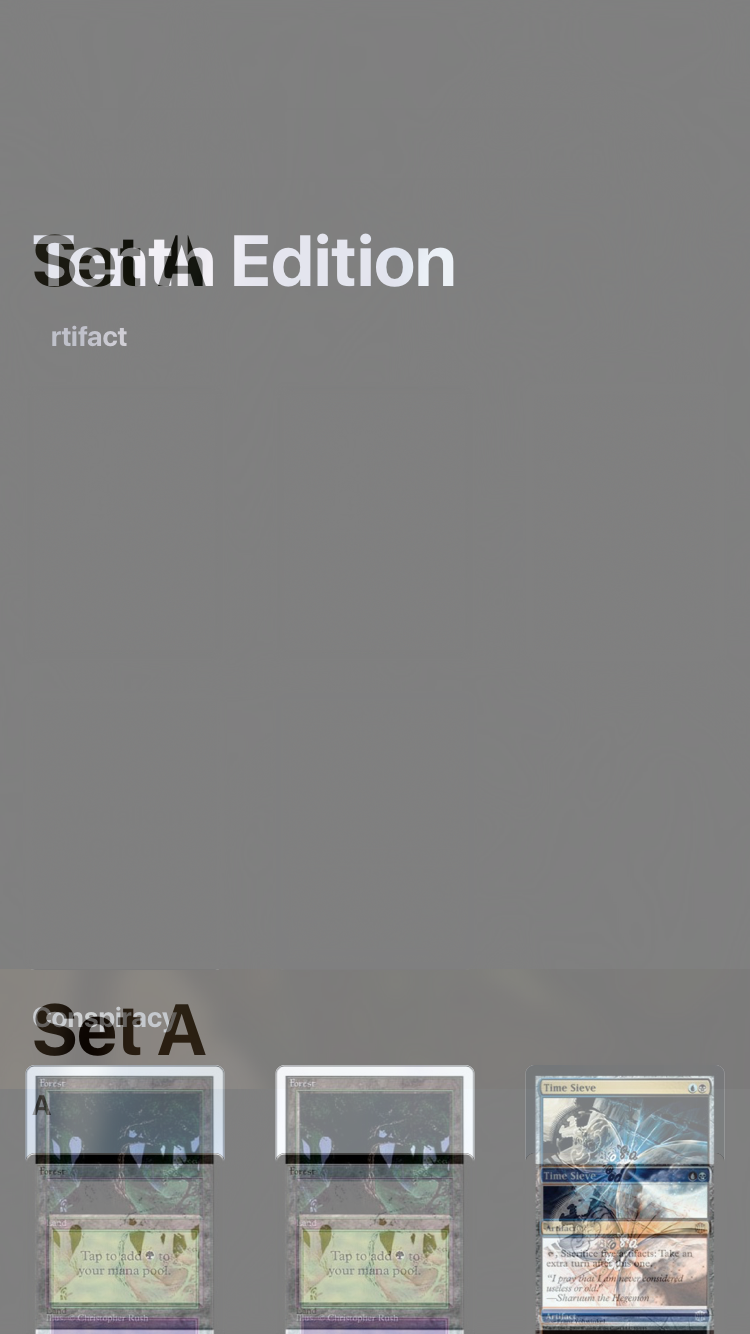 Set A
Tenth Edition
rtifact
Conspiracy
Set A
A
Forest
Forest
Time Sieve
Forest
Forest
Time Sieve
Land
Land
Artifact
Tap to add to
your mana pool.
Tap to add to
your mana pool.
, Sacrifice five artifacts: Take an
extra turn after this one.
"I pray that I am never considered
useless or old."
—Sharuum the Hegemon
Land
Land
Artifact
Illus. © Christopher Rush
Illus. © Christopher Rush